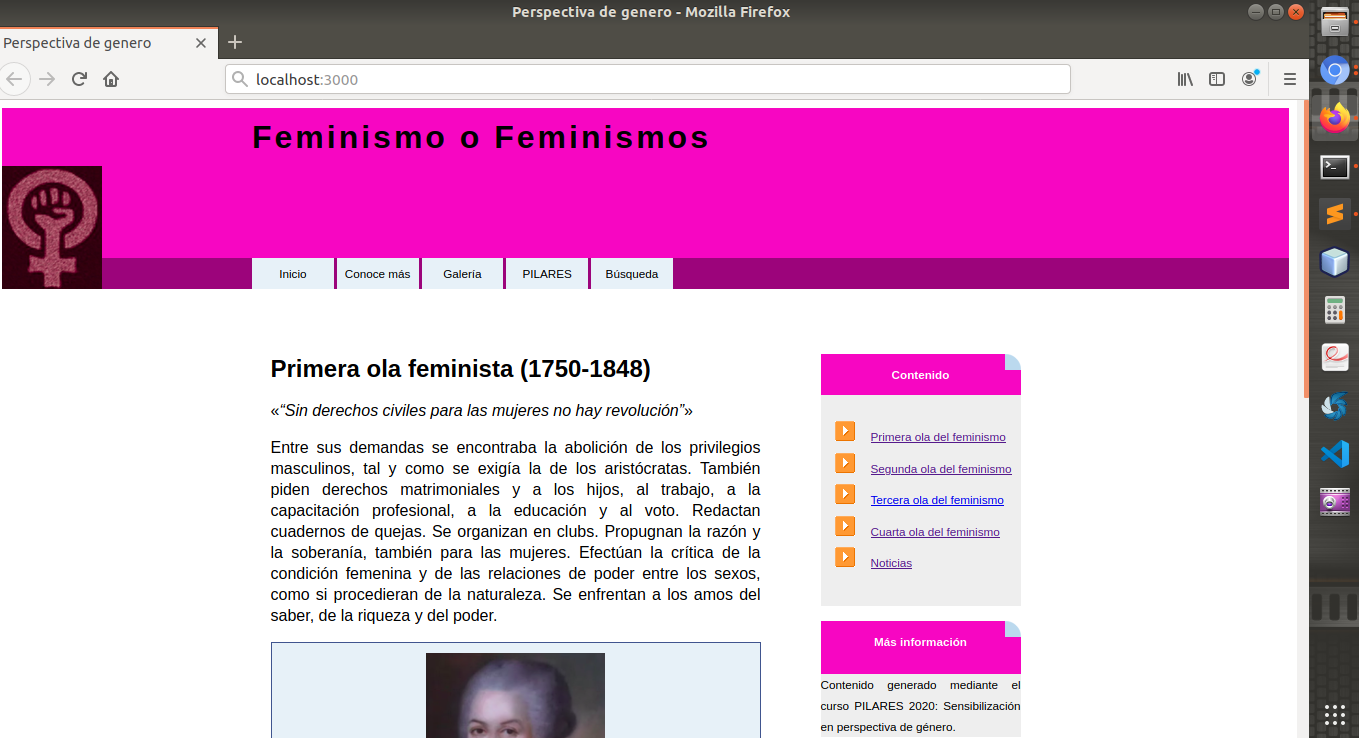 Perspectiva de genero - Mozilla Firefox
Perspectiva de genero
localhost:3000
Feminismo o Feminismos
Inicio
Conoce más
Galería
PILARES
Búsqueda
Primera ola feminista (1750-1848)
«“Sin derechos civiles para las mujeres no hay revolución”»
Entre sus demandas se encontraba la abolición de los privilegios
masculinos, tal y como se exigía la de los aristócratas. También
piden derechos matrimoniales y a los hijos, al trabajo, a la
capacitación profesional, a la educación y al voto. Redactan
cuadernos de quejas. Se organizan en clubs. Propugnan la razón y
la soberanía, también para las mujeres. Efectúan la crítica de la
condición femenina y de las relaciones de poder entre los sexos,
como si procedieran de la naturaleza. Se enfrentan a los amos del
saber, de la riqueza y del poder.
Contenido
Primera ola del feminismo
Segunda ola del feminismo
Tercera ola del feminismo
Cuarta ola del feminismo
Noticias
Más información
Contenido generado mediante el
curso PILARES 2020: Sensibilización
en perspectiva de género.